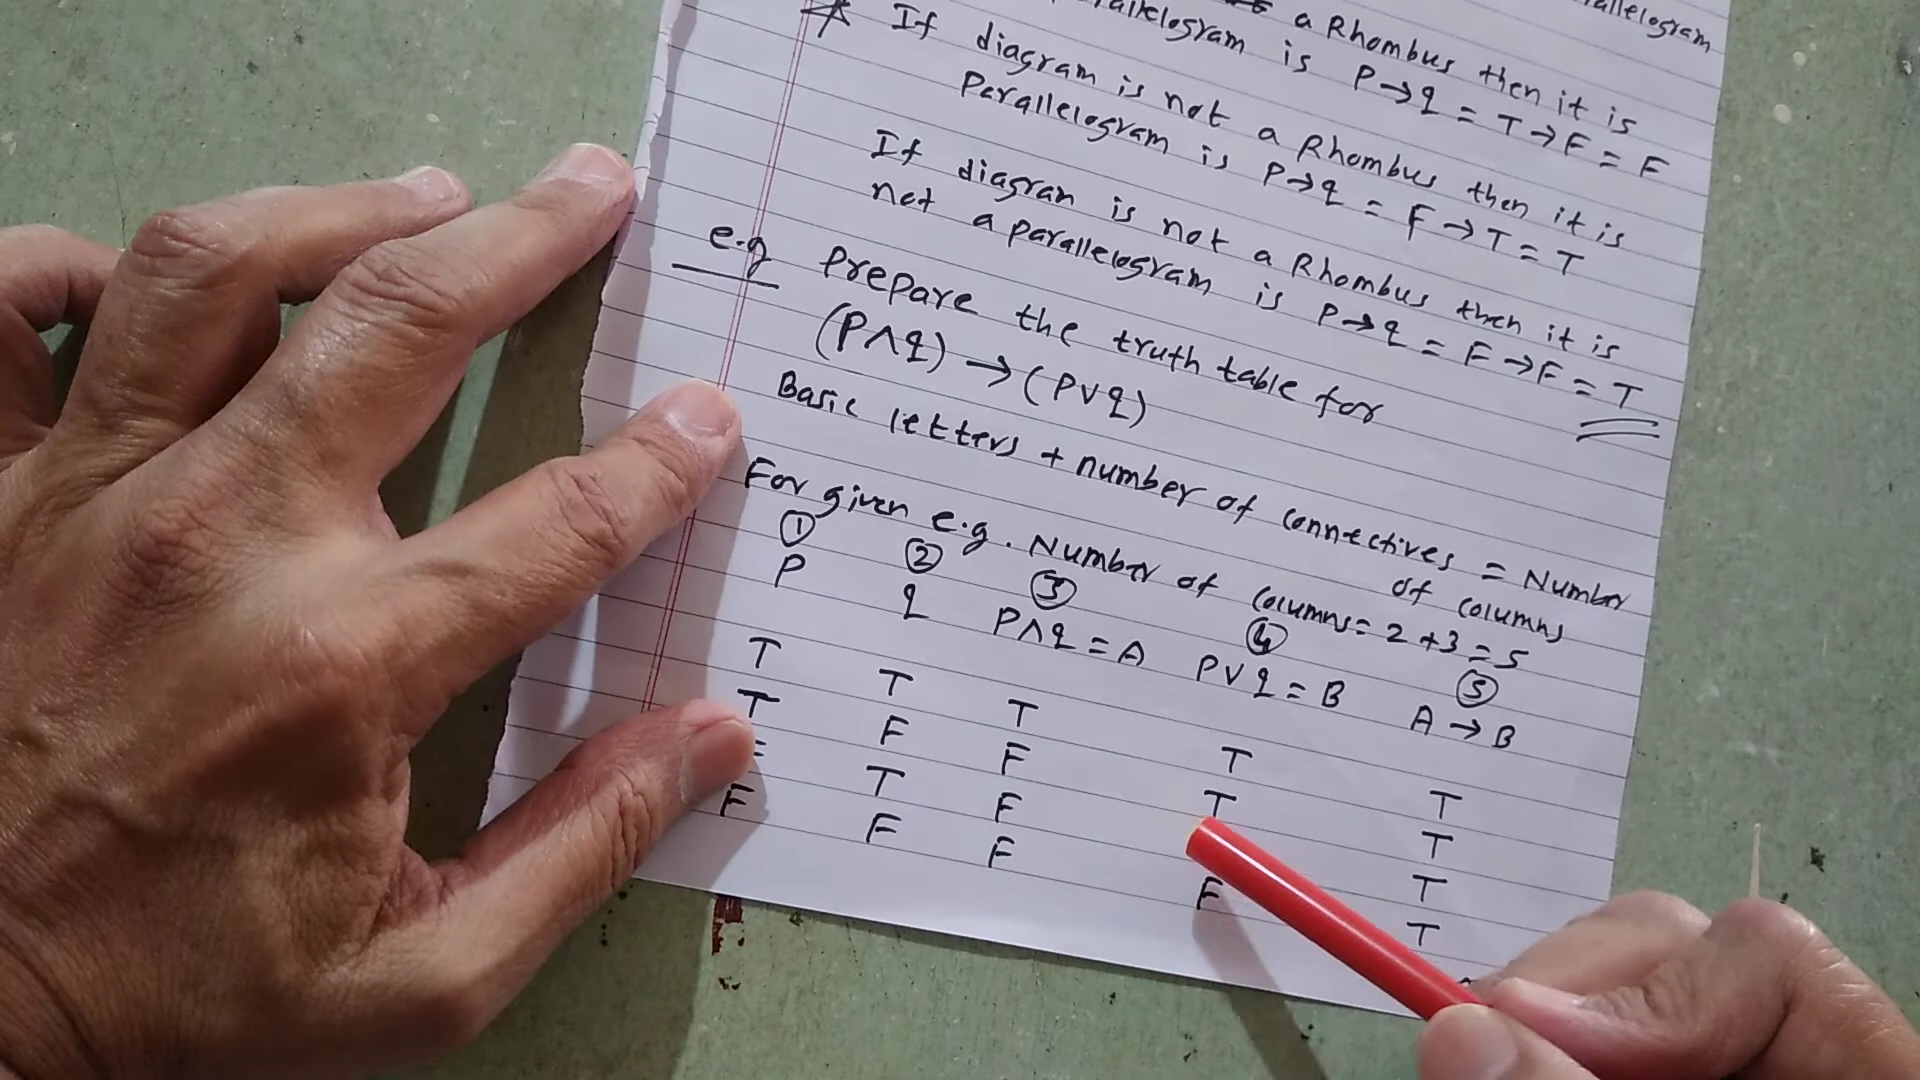 a Rhombus then it is
Parallelogram is P→q = T→F = F
If diagram is not a Rhombus then it is
Parallelogram is P→q = F→T = T
If diagran is not a Rhombus then it is
not a parallelogram is P→q = F→F = T
e.g Prepare the truth table for
(P∧q) → (P∨q)
Basic letters + number of connectives = Number
of columns
For given e.g. Number of columns = 2+3 = 5
① ② ③ ④ ⑤
P q P∧q = A P∨q = B A → B
T T T T T
T F F T T
T F T
F F F F T